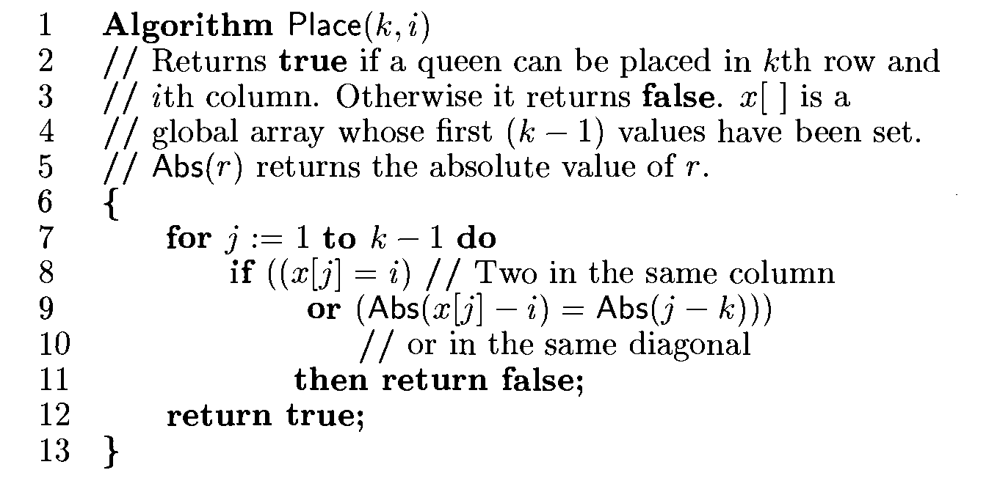 1 Algorithm Place(k, i)
2 // Returns true if a queen can be placed in kth row and
3 // ith column. Otherwise it returns false. x[ ] is a
4 // global array whose first (k − 1) values have been set.
5 // Abs(r) returns the absolute value of r.
6 {
7 for j := 1 to k − 1 do
8 if ((x[j] = i) // Two in the same column
9 or (Abs(x[j] − i) = Abs(j − k)))
10 // or in the same diagonal
11 then return false;
12 return true;
13 }